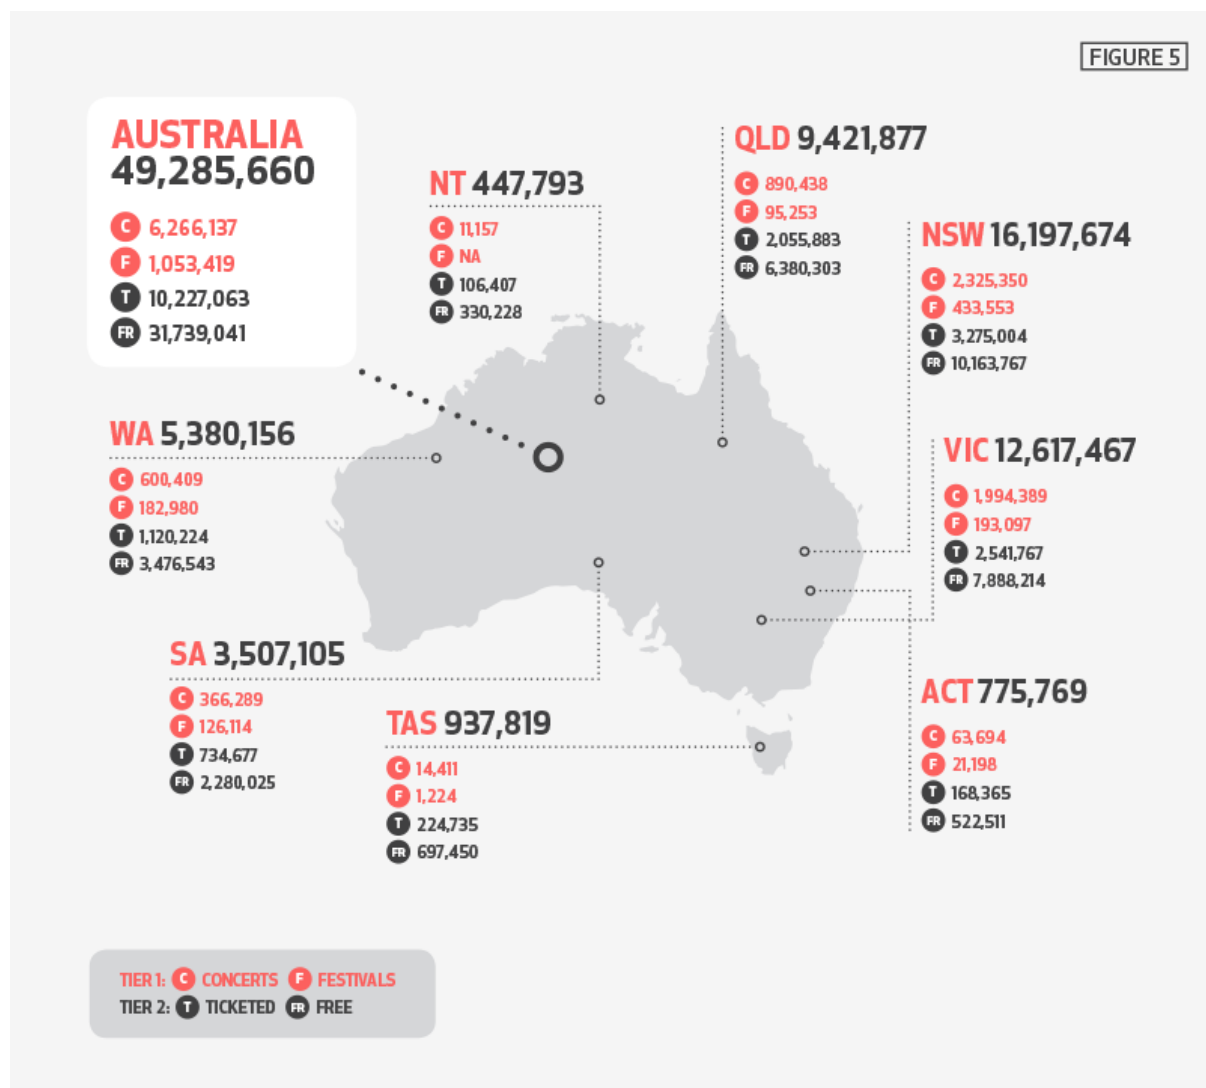 FIGURE 5
AUSTRALIA
49,285,660
C 6,266,137
F 1,053,419
T 10,227,063
FR 31,739,041
NT 447,793
C 11,157
F NA
T 106,407
FR 330,228
QLD 9,421,877
C 890,438
F 95,253
T 2,055,883
FR 6,380,303
NSW 16,197,674
C 2,325,350
F 433,553
T 3,275,004
FR 10,163,767
WA 5,380,156
C 600,409
F 182,980
T 1,120,224
FR 3,476,543
VIC 12,617,467
C 1,994,389
F 193,097
T 2,541,767
FR 7,888,214
SA 3,507,105
C 366,289
F 126,114
T 734,677
FR 2,280,025
TAS 937,819
C 14,411
F 1,224
T 224,735
FR 697,450
ACT 775,769
C 63,694
F 21,198
T 168,365
FR 522,511
TIER 1: C CONCERTS F FESTIVALS
TIER 2: T TICKETED FR FREE